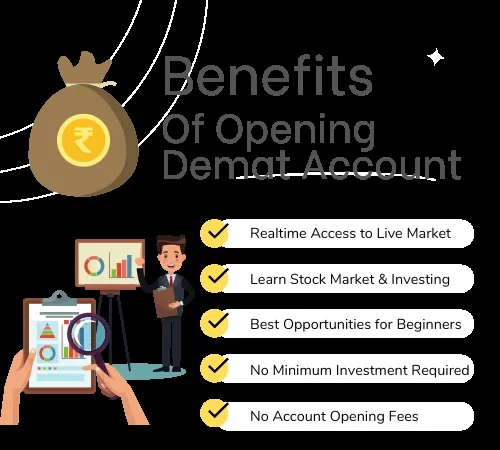 Benefits
Of Opening
Demat Account
Realtime Access to Live Market
Learn Stock Market & Investing
Best Opportunities for Beginners
No Minimum Investment Required
No Account Opening Fees
₹